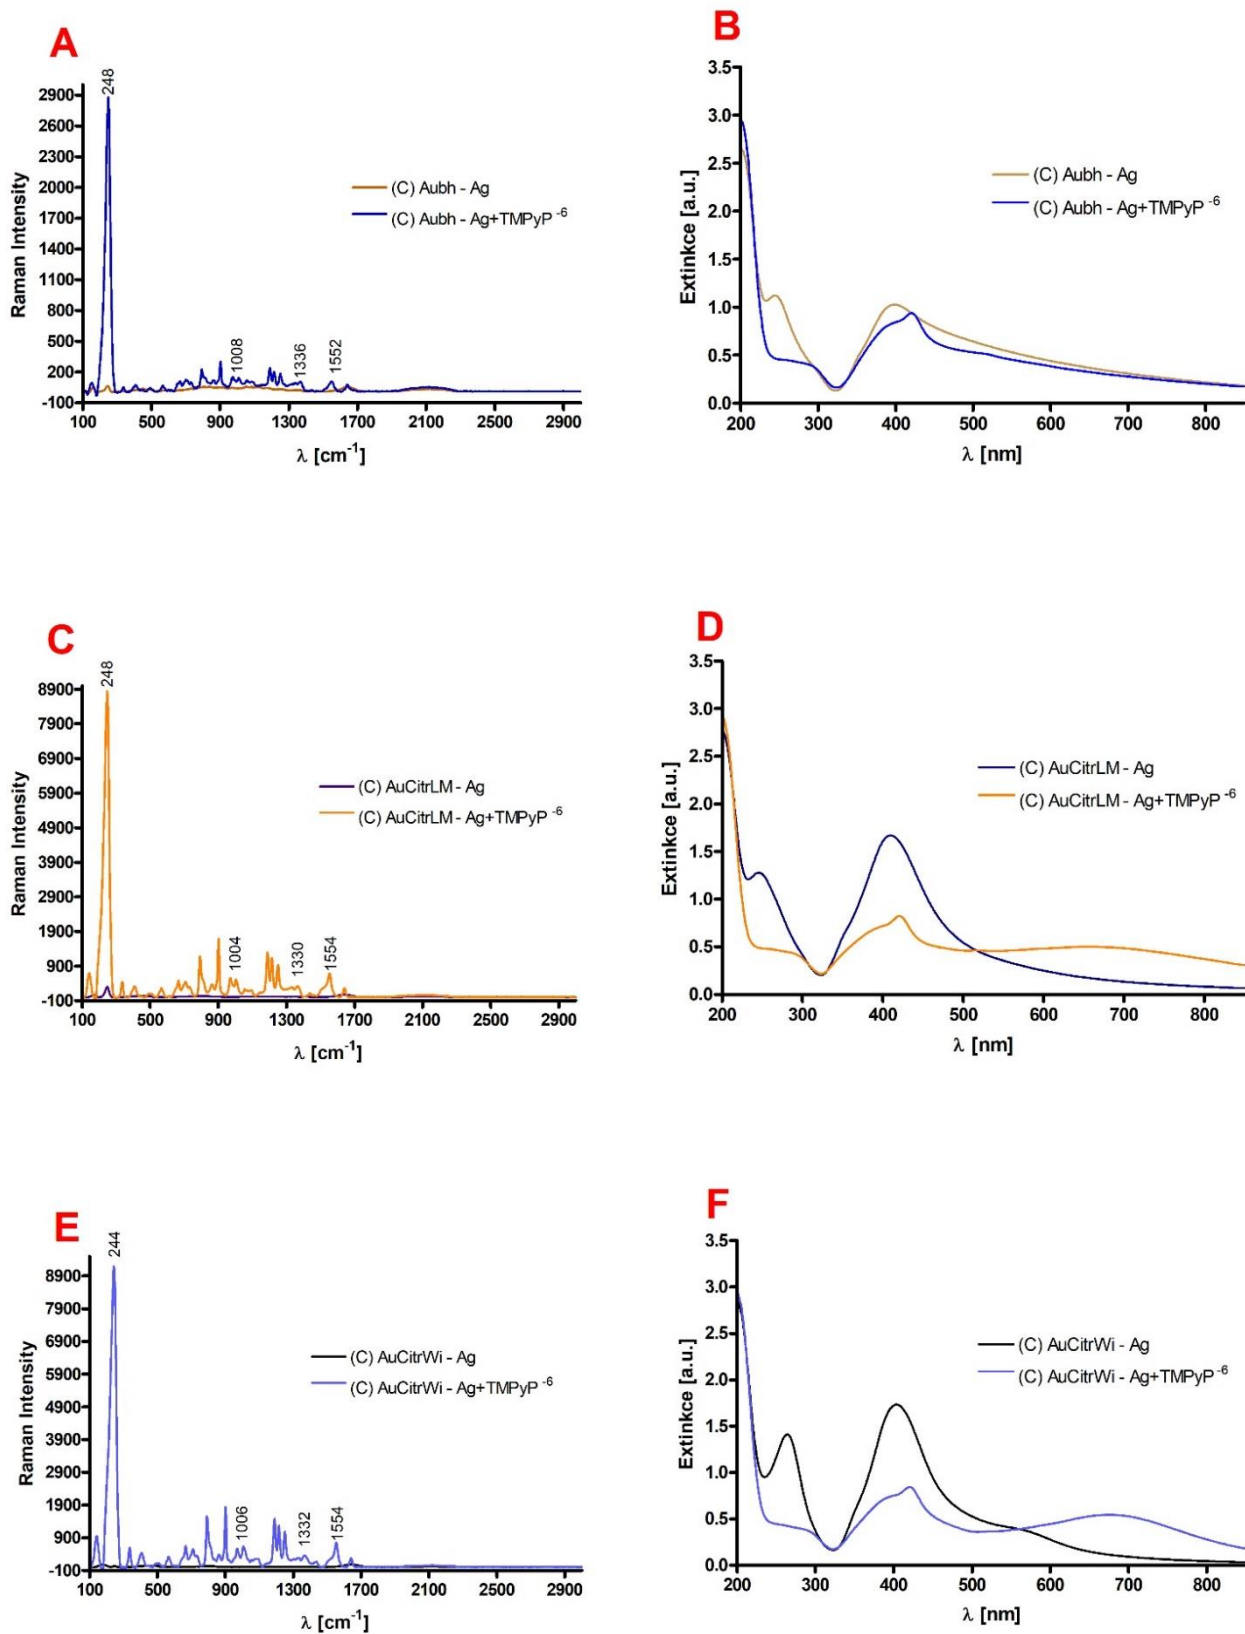 A
248
2900
2600
2300
2000
1700
1400
1100
800
500
200
-100
Raman Intensity
(C) Aubh - Ag
(C) Aubh - Ag+TMPyP -6
1008
1336
1552
100 500 900 1300 1700 2100 2500 2900
λ [cm-1]
B
3.5
3.0
2.5
2.0
1.5
1.0
0.5
0.0
Extinkce [a.u.]
(C) Aubh - Ag
(C) Aubh - Ag+TMPyP -6
200 300 400 500 600 700 800
λ [nm]
C
248
8900
7900
6900
5900
4900
3900
2900
1900
900
-100
Raman Intensity
(C) AuCitrLM - Ag
(C) AuCitrLM - Ag+TMPyP -6
1004
1330
1554
100 500 900 1300 1700 2100 2500 2900
λ [cm-1]
D
3.5
3.0
2.5
2.0
1.5
1.0
0.5
0.0
Extinkce [a.u.]
(C) AuCitrLM - Ag
(C) AuCitrLM - Ag+TMPyP -6
200 300 400 500 600 700 800
λ [nm]
E
244
8900
7900
6900
5900
4900
3900
2900
1900
900
-100
Raman Intensity
(C) AuCitrWi - Ag
(C) AuCitrWi - Ag+TMPyP -6
1006
1332
1554
100 500 900 1300 1700 2100 2500 2900
λ [cm-1]
F
3.5
3.0
2.5
2.0
1.5
1.0
0.5
0.0
Extinkce [a.u.]
(C) AuCitrWi - Ag
(C) AuCitrWi - Ag+TMPyP -6
200 300 400 500 600 700 800
λ [nm]